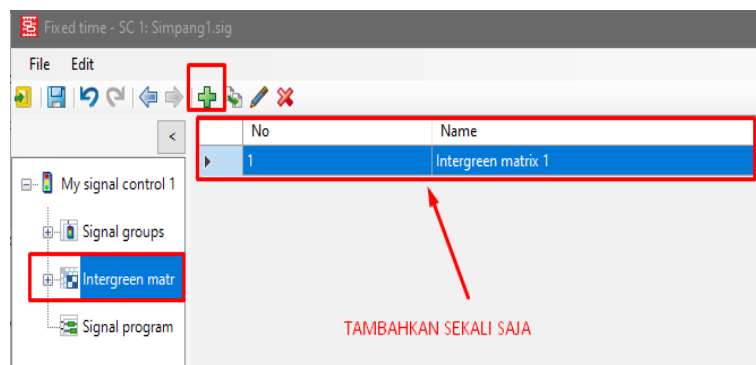 Fixed time - SC 1: Simpang1.sig
File Edit
<
No Name
1 Intergreen matrix 1
My signal control 1
Signal groups
Intergreen matr
Signal program
TAMBAHKAN SEKALI SAJA